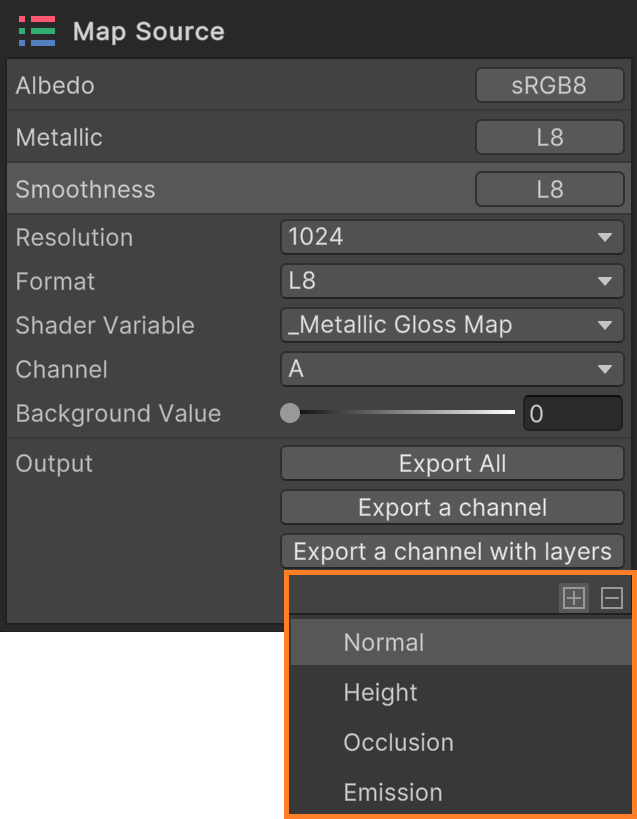 Map Source
Albedo sRGB8
Metallic L8
Smoothness L8
Resolution 1024
Format L8
Shader Variable _Metallic Gloss Map
Channel A
Background Value 0
Output Export All
Export a channel
Export a channel with layers
Normal
Height
Occlusion
Emission